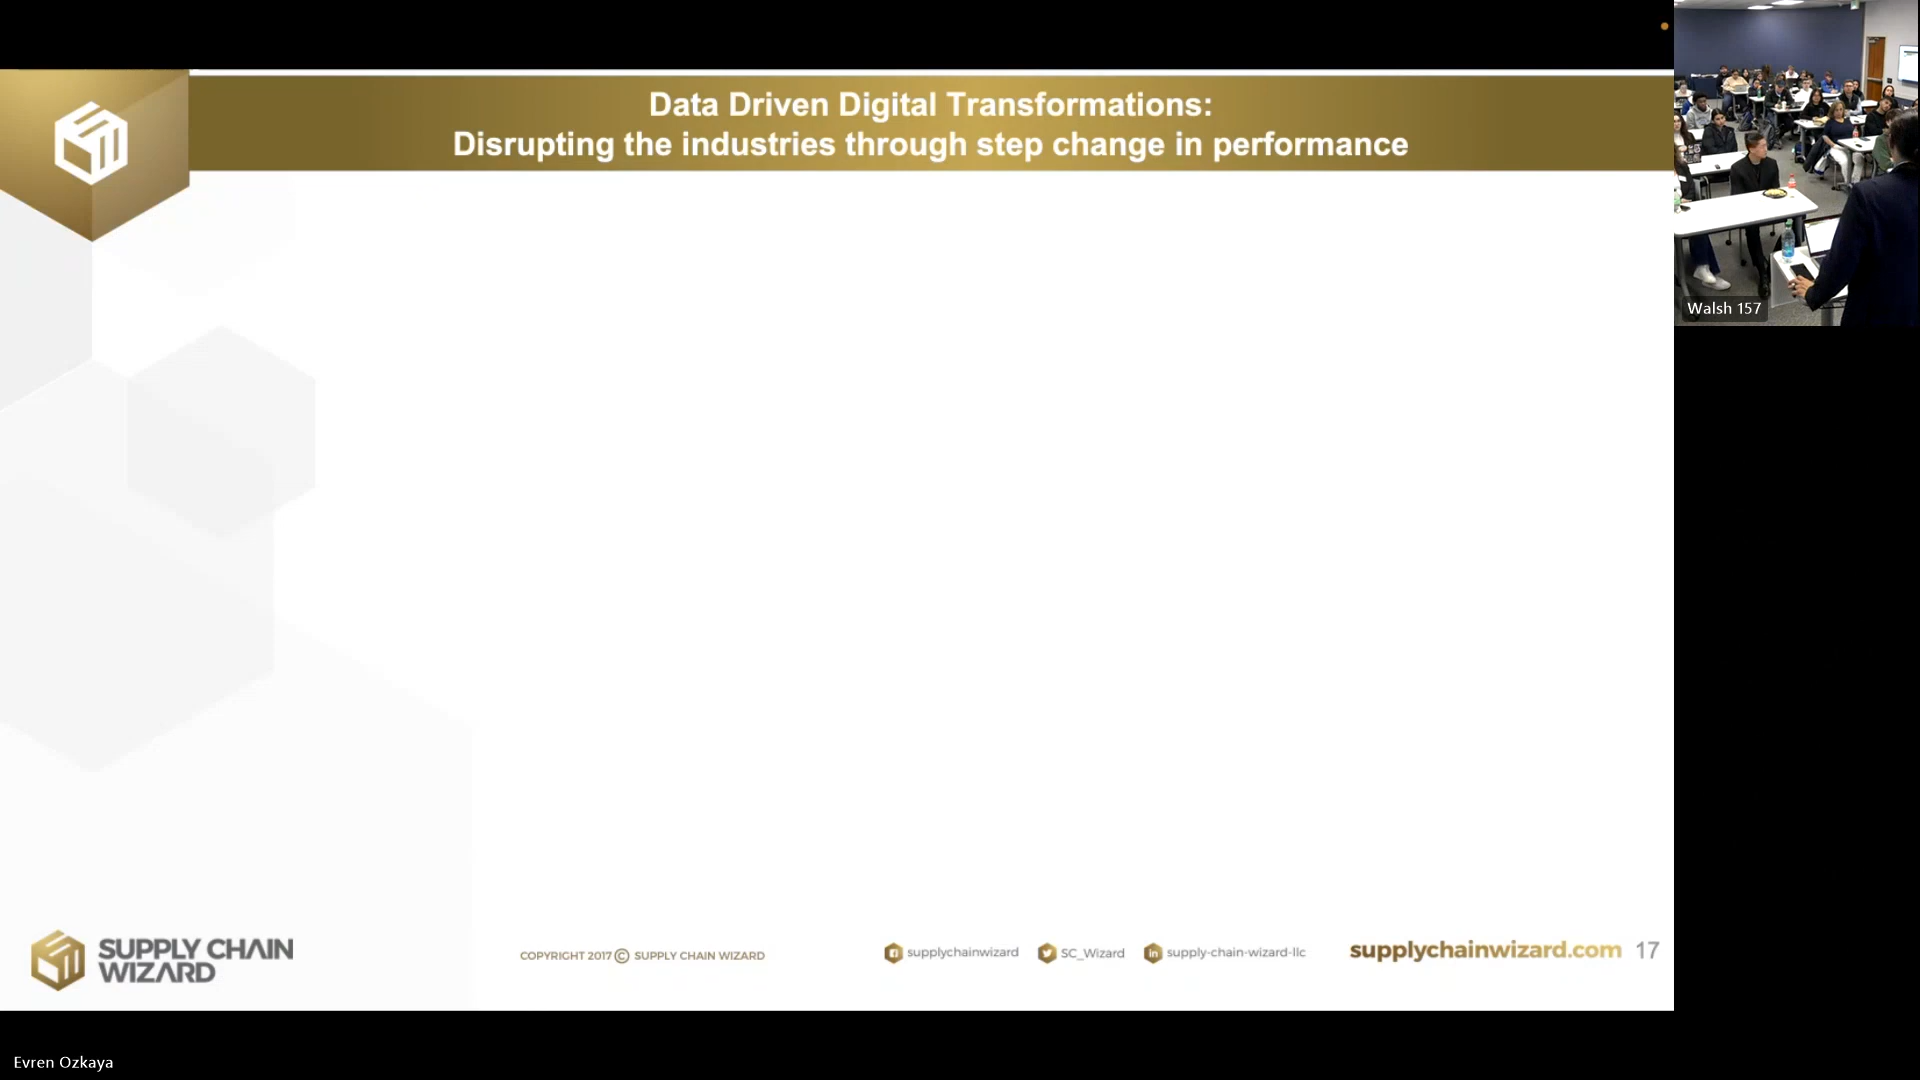 Data Driven Digital Transformations:
Disrupting the industries through step change in performance
Walsh 157
SUPPLY CHAIN
WIZARD
COPYRIGHT 2017 © SUPPLY CHAIN WIZARD
supplychainwizard
SC_Wizard
supply-chain-wizard-llc
supplychainwizard.com 17
Evren Ozkaya